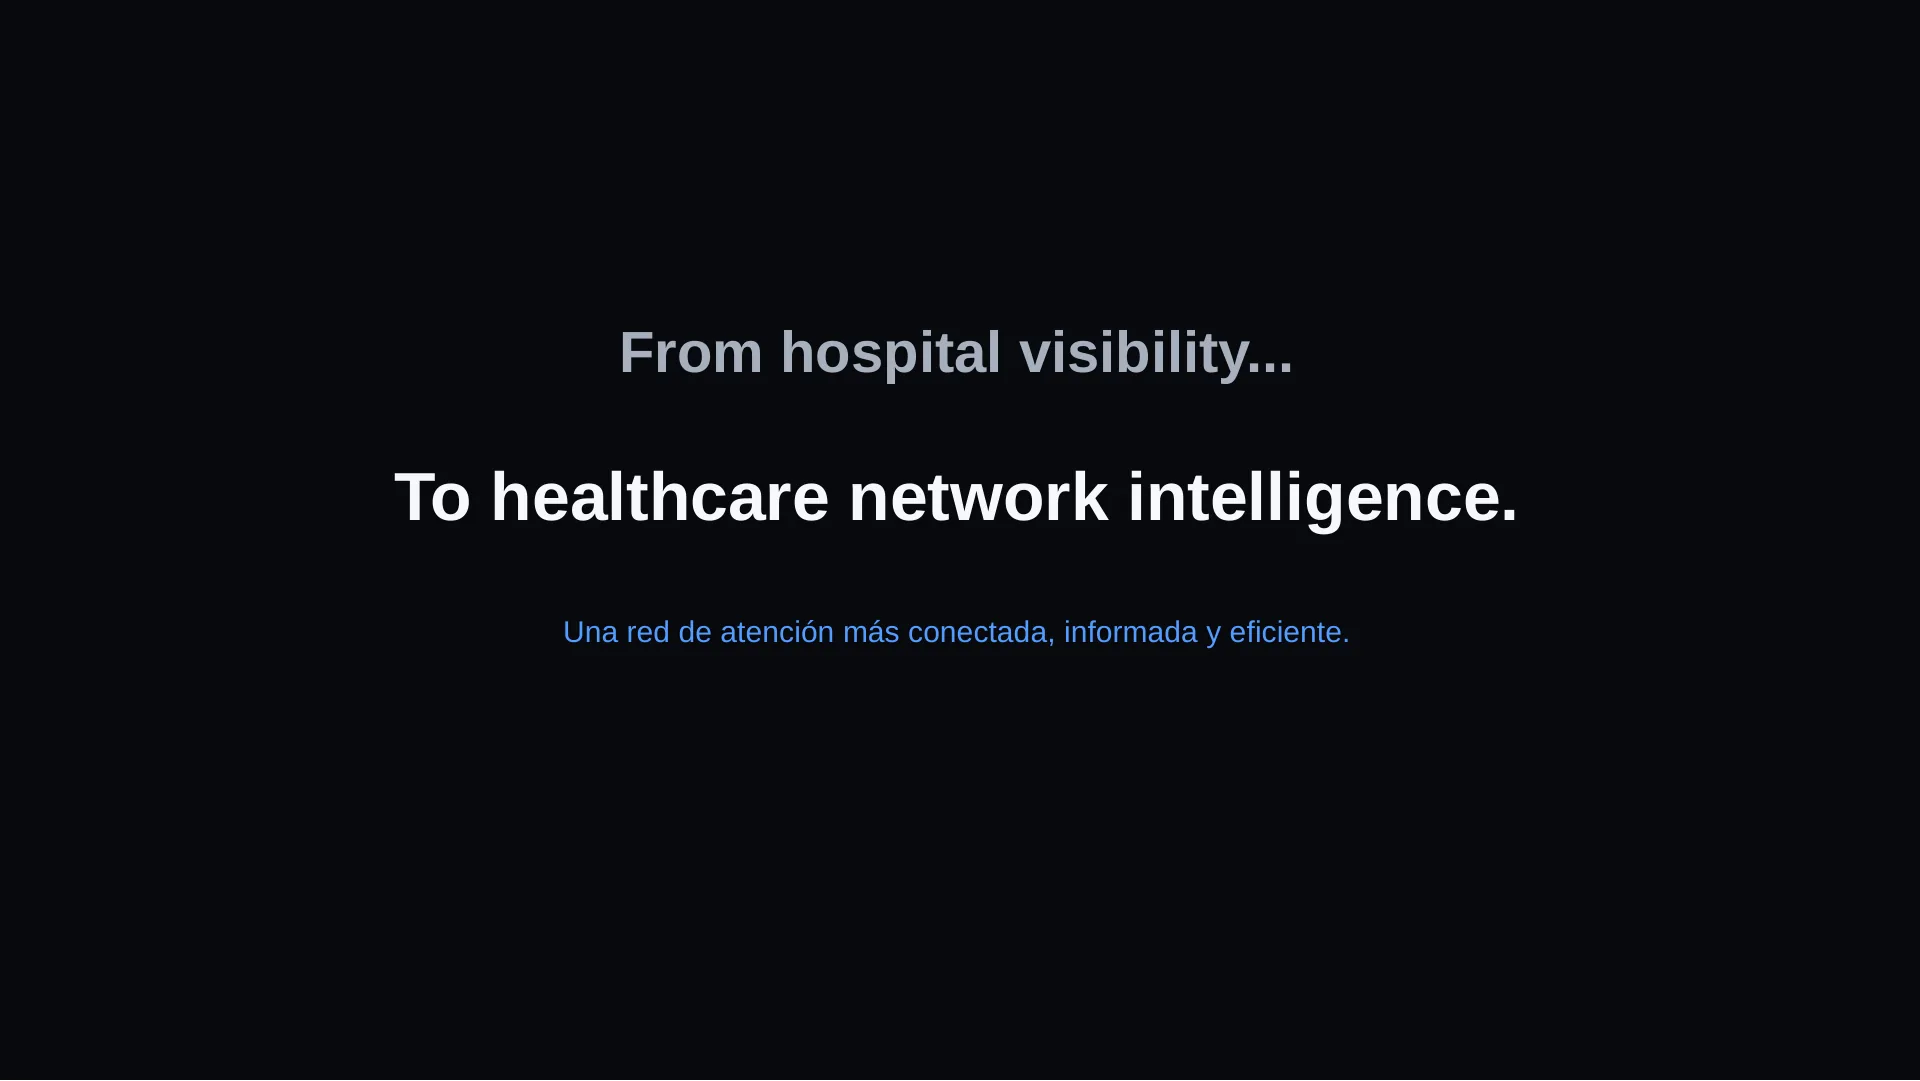 From hospital visibility...
To healthcare network intelligence.
Una red de atención más conectada, informada y eficiente.